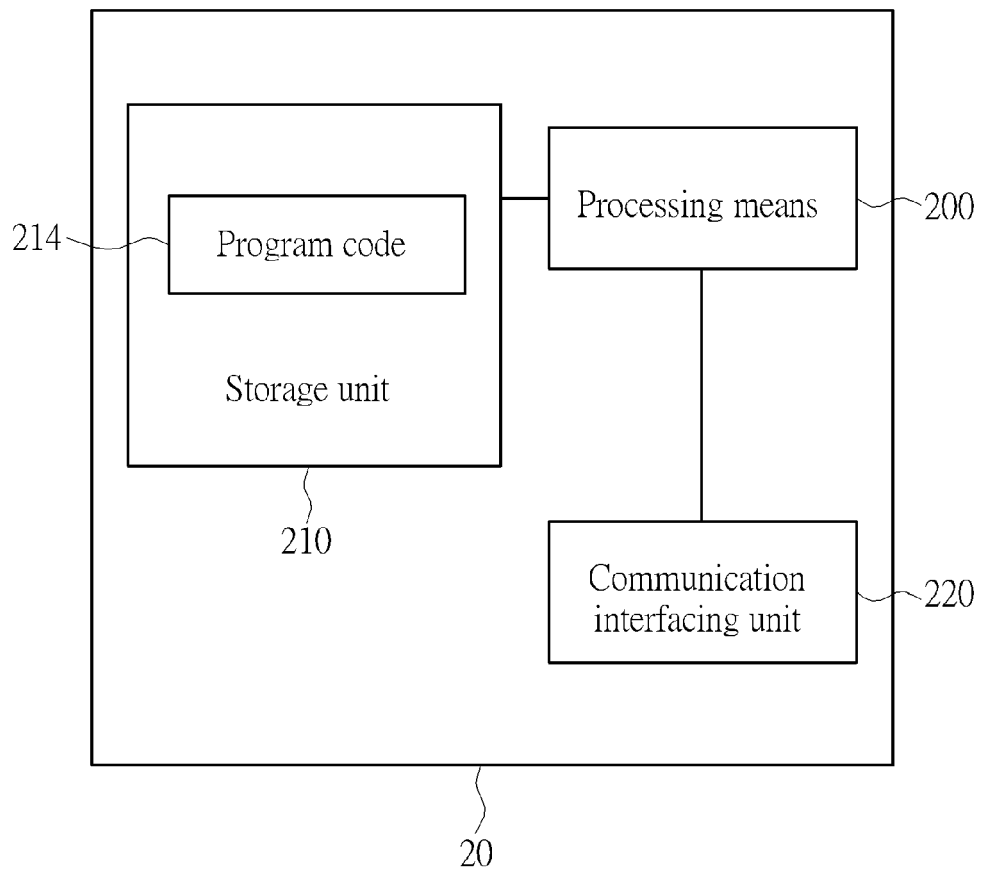 Processing means
200
214
Program code
Storage unit
210
Communication
interfacing unit
220
20